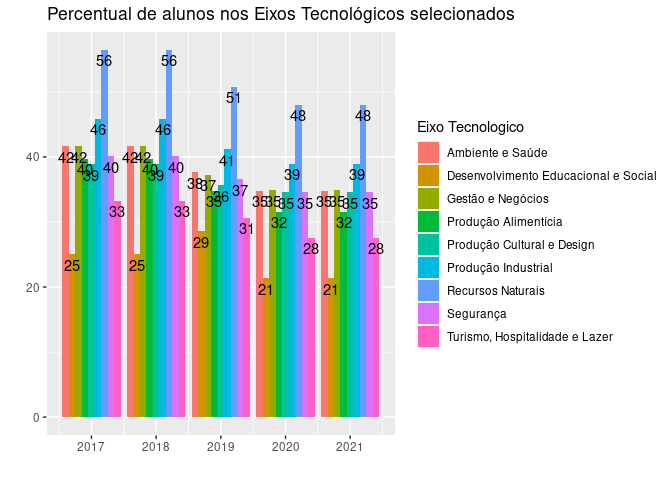 Percentual de alunos nos Eixos Tecnológicos selecionados
56 56
51
48 48
46 46
42 42 40 39 40 42 42 40 39 40
41
38 37 35 36 37
39 39
35 35 32 35 35 35 35 32 35 35
33 33
31
29
28 28
25 25
21 21
40
20
0
2017 2018 2019 2020 2021
Eixo Tecnologico
Ambiente e Saúde
Desenvolvimento Educacional e Social
Gestão e Negócios
Produção Alimentícia
Produção Cultural e Design
Produção Industrial
Recursos Naturais
Segurança
Turismo, Hospitalidade e Lazer